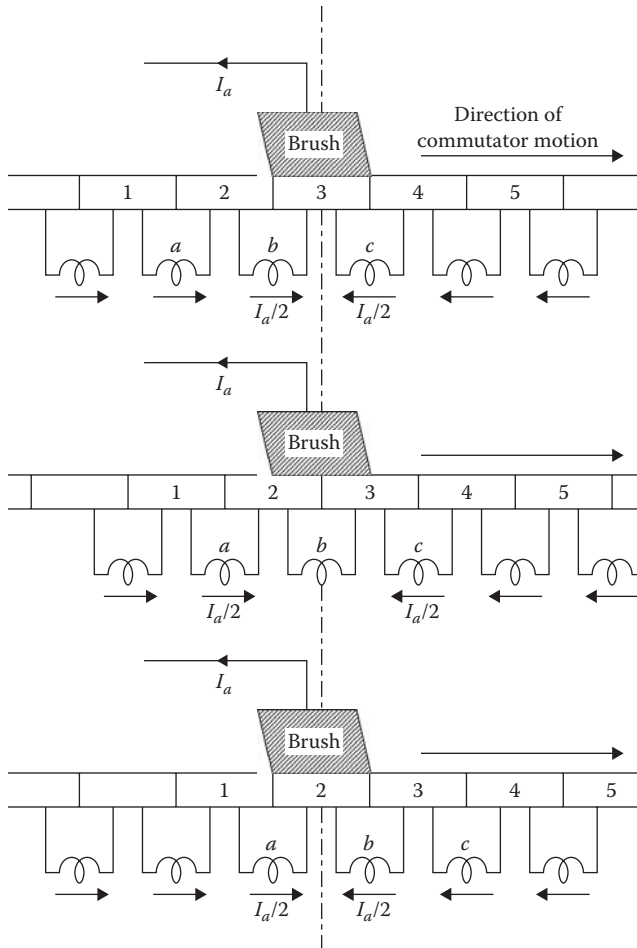 I_a
Direction of
commutator motion
Brush
1 2 3 4 5
a b c
I_a/2 I_a/2
I_a
Brush
1 2 3 4 5
a b c
I_a/2 I_a/2
I_a
Brush
1 2 3 4 5
a b c
I_a/2 I_a/2